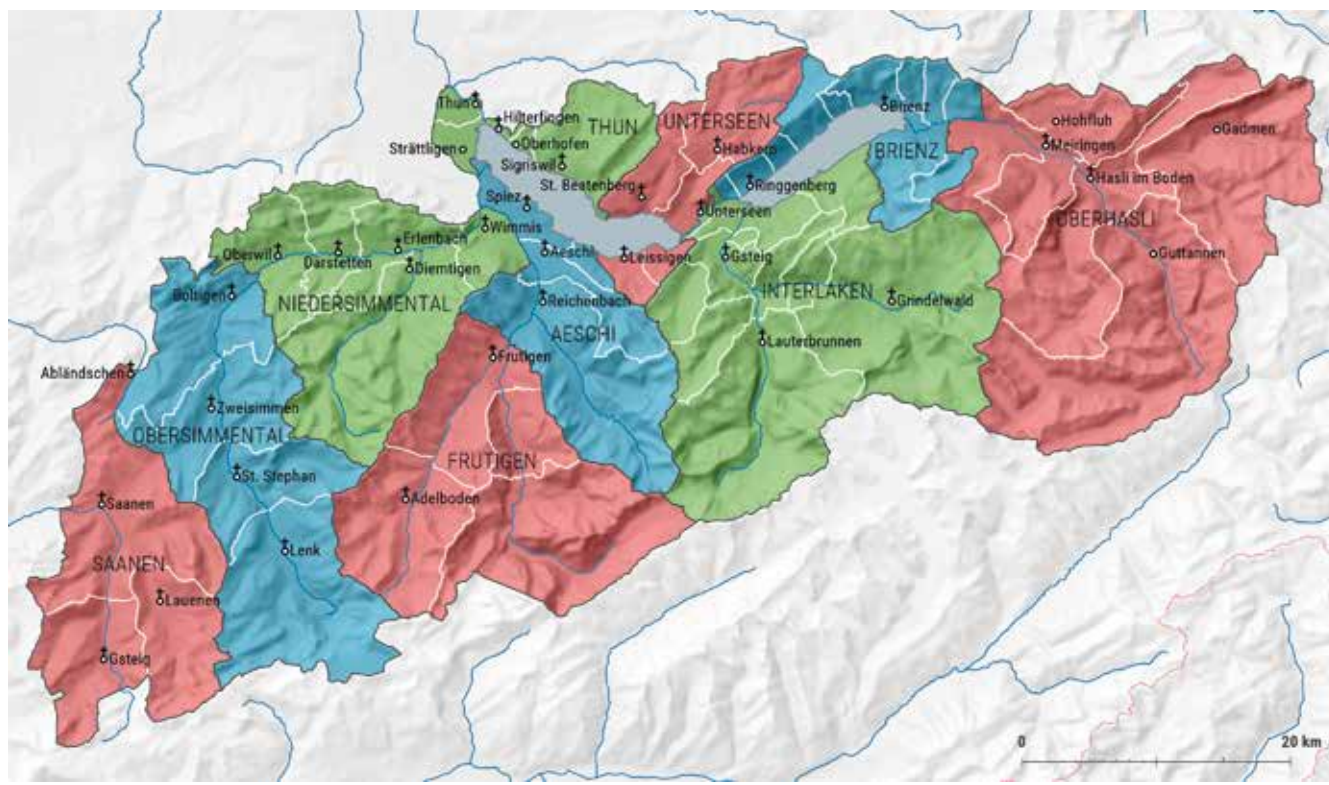 Thun
Hilterfingen
THUN
Oberhofen
Strättligen
Sigriswil
St. Beatenberg
UNTERSEEN
Habkern
Brienz
BRIENZ
Ringgenberg
Hohfluh
Gadmen
Meiringen
Hasli im Boden
OBERHASLI
Guttannen
Spiez
Unterseen
Wimmis
Aeschi
Leissigen
Gsteig
Oberwil
Darstetten
Erlenbach
Diemtigen
Boltigen
NIEDERSIMMENTAL
Reichenbach
AESCHI
INTERLAKEN
Grindelwald
Lauterbrunnen
Abländschen
Frutigen
Zweisimmen
OBERSIMMENTAL
St. Stephan
FRUTIGEN
Adelboden
Saanen
SAANEN
Lenk
Lauenen
Gsteig
0
20 km